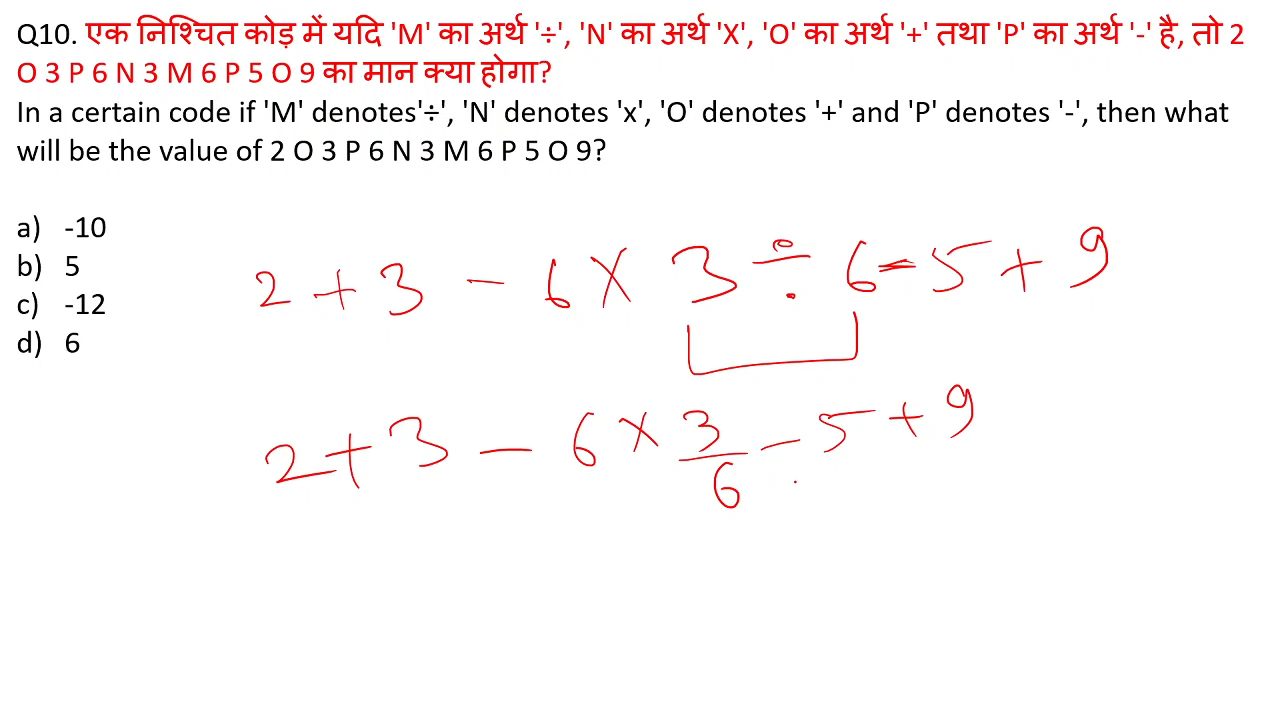 Q10. एक निश्चित कोड़ में यदि 'M' का अर्थ '÷', 'N' का अर्थ 'X', 'O' का अर्थ '+' तथा 'P' का अर्थ '-' है, तो 2
O 3 P 6 N 3 M 6 P 5 O 9 का मान क्या होगा?
In a certain code if 'M' denotes'÷', 'N' denotes 'x', 'O' denotes '+' and 'P' denotes '-', then what
will be the value of 2 O 3 P 6 N 3 M 6 P 5 O 9?
a) -10
b) 5
c) -12
d) 6
2 + 3 - 6 X 3 ÷ 6 - 5 + 9
2 + 3 - 6 × 3/6 - 5 + 9